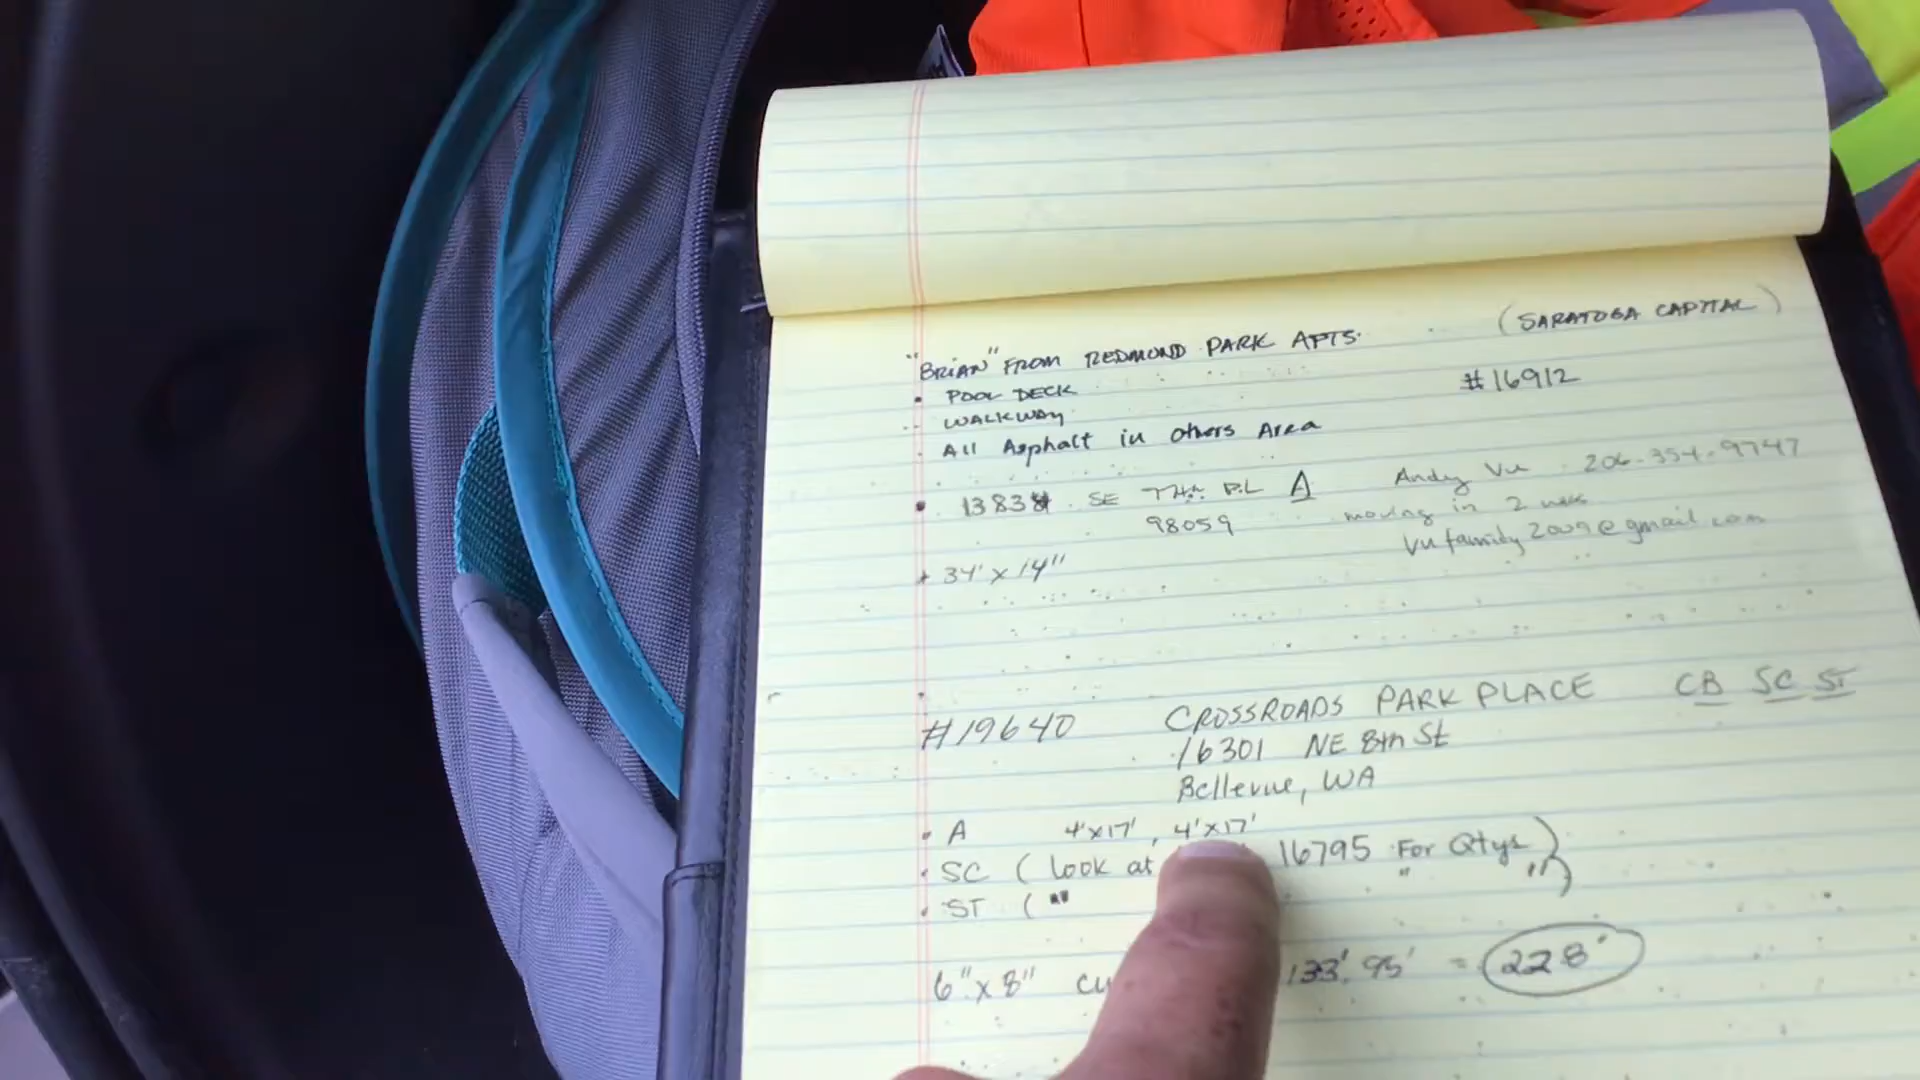 (SARATOGA CAPITAL)
"BRIAN" FROM REDMOND PARK APTS.
#16912
• POOL DECK
WALKWAY
All Asphalt in Others Area
• 13834 SE 77th PL A
98059
Andy Vu 206-354-9747
moving in 2 wks
Vufamily2009@gmail.com
34' x 14"
#19640 CROSSROADS PARK PLACE CB SC ST
16301 NE 8th St
Bellevue, WA
• A 4'x17', 4'x17'
• SC (look at 16795 For Qtys)
• ST ( " " ")
6"x8" 133', 95' = 228'